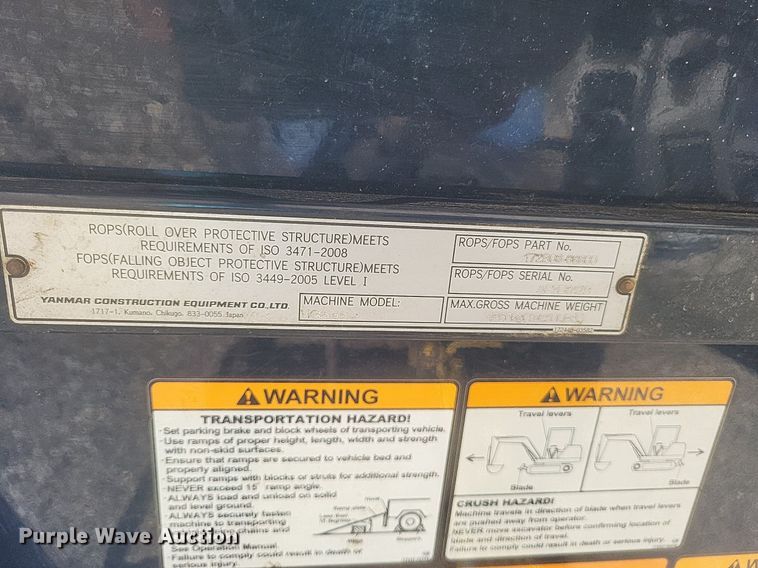 ROPS(ROLL OVER PROTECTIVE STRUCTURE)MEETS
REQUIREMENTS OF ISO 3471-2008
FOPS(FALLING OBJECT PROTECTIVE STRUCTURE)MEETS
REQUIREMENTS OF ISO 3449-2005 LEVEL I
YANMAR CONSTRUCTION EQUIPMENT CO.,LTD.
1717-1, Kumano, Chikugo, 833-0055, Japan
MACHINE MODEL:
ROPS/FOPS PART No.
ROPS/FOPS SERIAL No.
MAX.GROSS MACHINE WEIGHT
WARNING
TRANSPORTATION HAZARD!
· Set parking brake and block wheels of transporting vehicle.
· Use ramps of proper height, length, width and strength
with non-skid surfaces.
· Ensure that ramps are secured to vehicle bed and
properly aligned.
· Support ramps with blocks or struts for additional strength.
· NEVER exceed 15° ramp angle.
· ALWAYS load and unload on solid
and level ground.
· ALWAYS securely fasten
machine to transporting
chains and
See Operation Manual.
· Failure to comply could result in death or
serious injury.
WARNING
Travel levers
Travel levers
Blade
Blade
CRUSH HAZARD!
Machine travels in direction of blade when travel levers
are pushed away from operator.
NEVER move excavator before confirming location of
blade and direction of travel.
Failure to comply could result in death or serious injury.
Purple Wave Auction